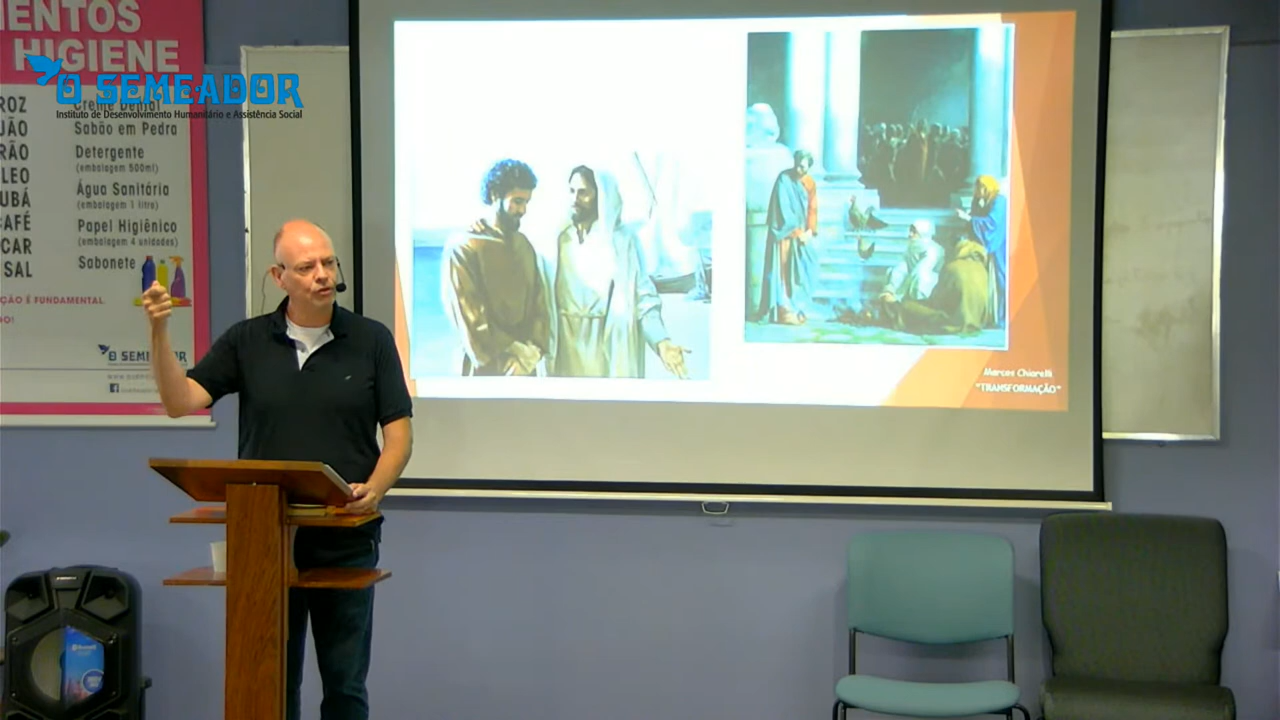 MENTOS
HIGIENE
O SEMEADOR
Instituto de Desenvolvimento Humanitário e Assistência Social
Creme Dental
Sabão em Pedra
Detergente
(embalagem 500ml)
Água Sanitária
(embalagem 1 litro)
Papel Higiênico
(embalagem 4 unidades)
Sabonete
ROZ
JÃO
RÃO
LEO
UBÁ
CAFÉ
CAR
SAL
ÇÃO É FUNDAMENTAL
O SEMEADOR
Marcos Chiarelli
"TRANSFORMAÇÃO"